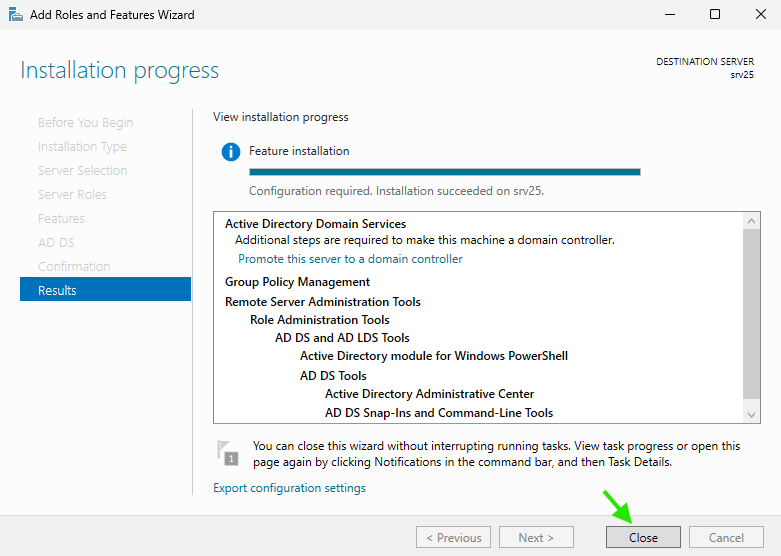 Add Roles and Features Wizard
Installation progress
DESTINATION SERVER
srv25
Before You Begin
Installation Type
Server Selection
Server Roles
Features
AD DS
Confirmation
Results
View installation progress
Feature installation
Configuration required. Installation succeeded on srv25.
Active Directory Domain Services
Additional steps are required to make this machine a domain controller.
Promote this server to a domain controller
Group Policy Management
Remote Server Administration Tools
Role Administration Tools
AD DS and AD LDS Tools
Active Directory module for Windows PowerShell
AD DS Tools
Active Directory Administrative Center
AD DS Snap-Ins and Command-Line Tools
1
You can close this wizard without interrupting running tasks. View task progress or open this
page again by clicking Notifications in the command bar, and then Task Details.
Export configuration settings
< Previous
Next >
Close
Cancel